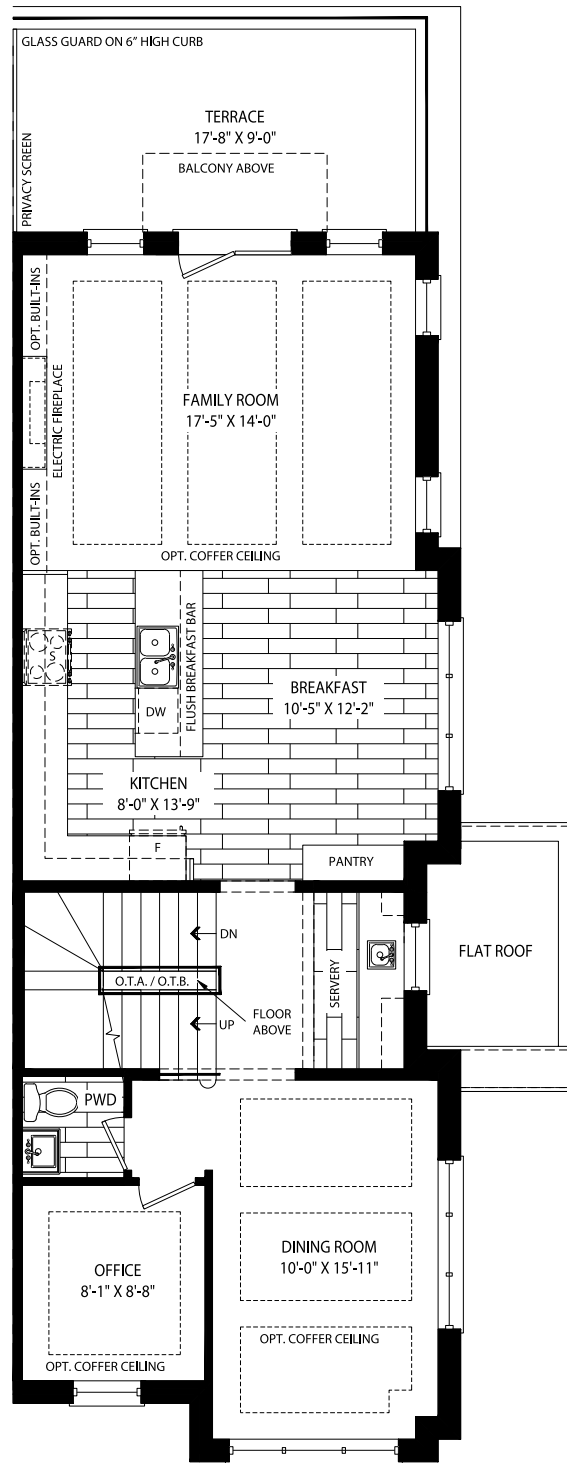 GLASS GUARD ON 6" HIGH CURB
TERRACE
17'-8" X 9'-0"
BALCONY ABOVE
PRIVACY SCREEN
OPT. BUILT-INS
ELECTRIC FIREPLACE
OPT. BUILT-INS
FAMILY ROOM
17'-5" X 14'-0"
OPT. COFFER CEILING
S
DW
FLUSH BREAKFAST BAR
BREAKFAST
10'-5" X 12'-2"
KITCHEN
8'-0" X 13'-9"
F
PANTRY
DN
O.T.A. / O.T.B.
UP
FLOOR
ABOVE
SERVERY
FLAT ROOF
PWD
OFFICE
8'-1" X 8'-8"
OPT. COFFER CEILING
DINING ROOM
10'-0" X 15'-11"
OPT. COFFER CEILING